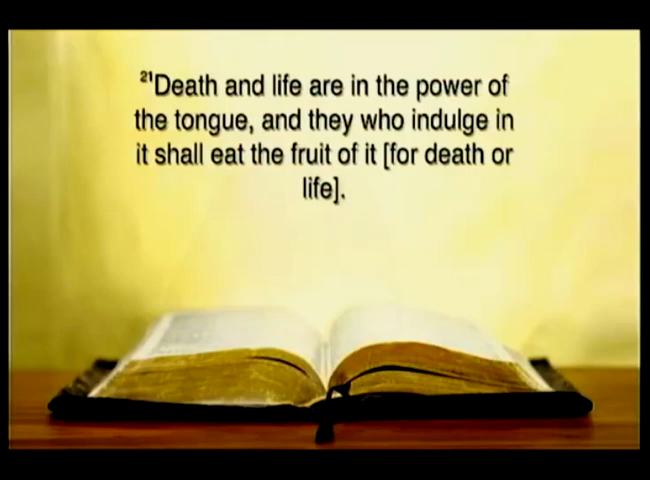 ²¹Death and life are in the power of
the tongue, and they who indulge in
it shall eat the fruit of it [for death or
life].